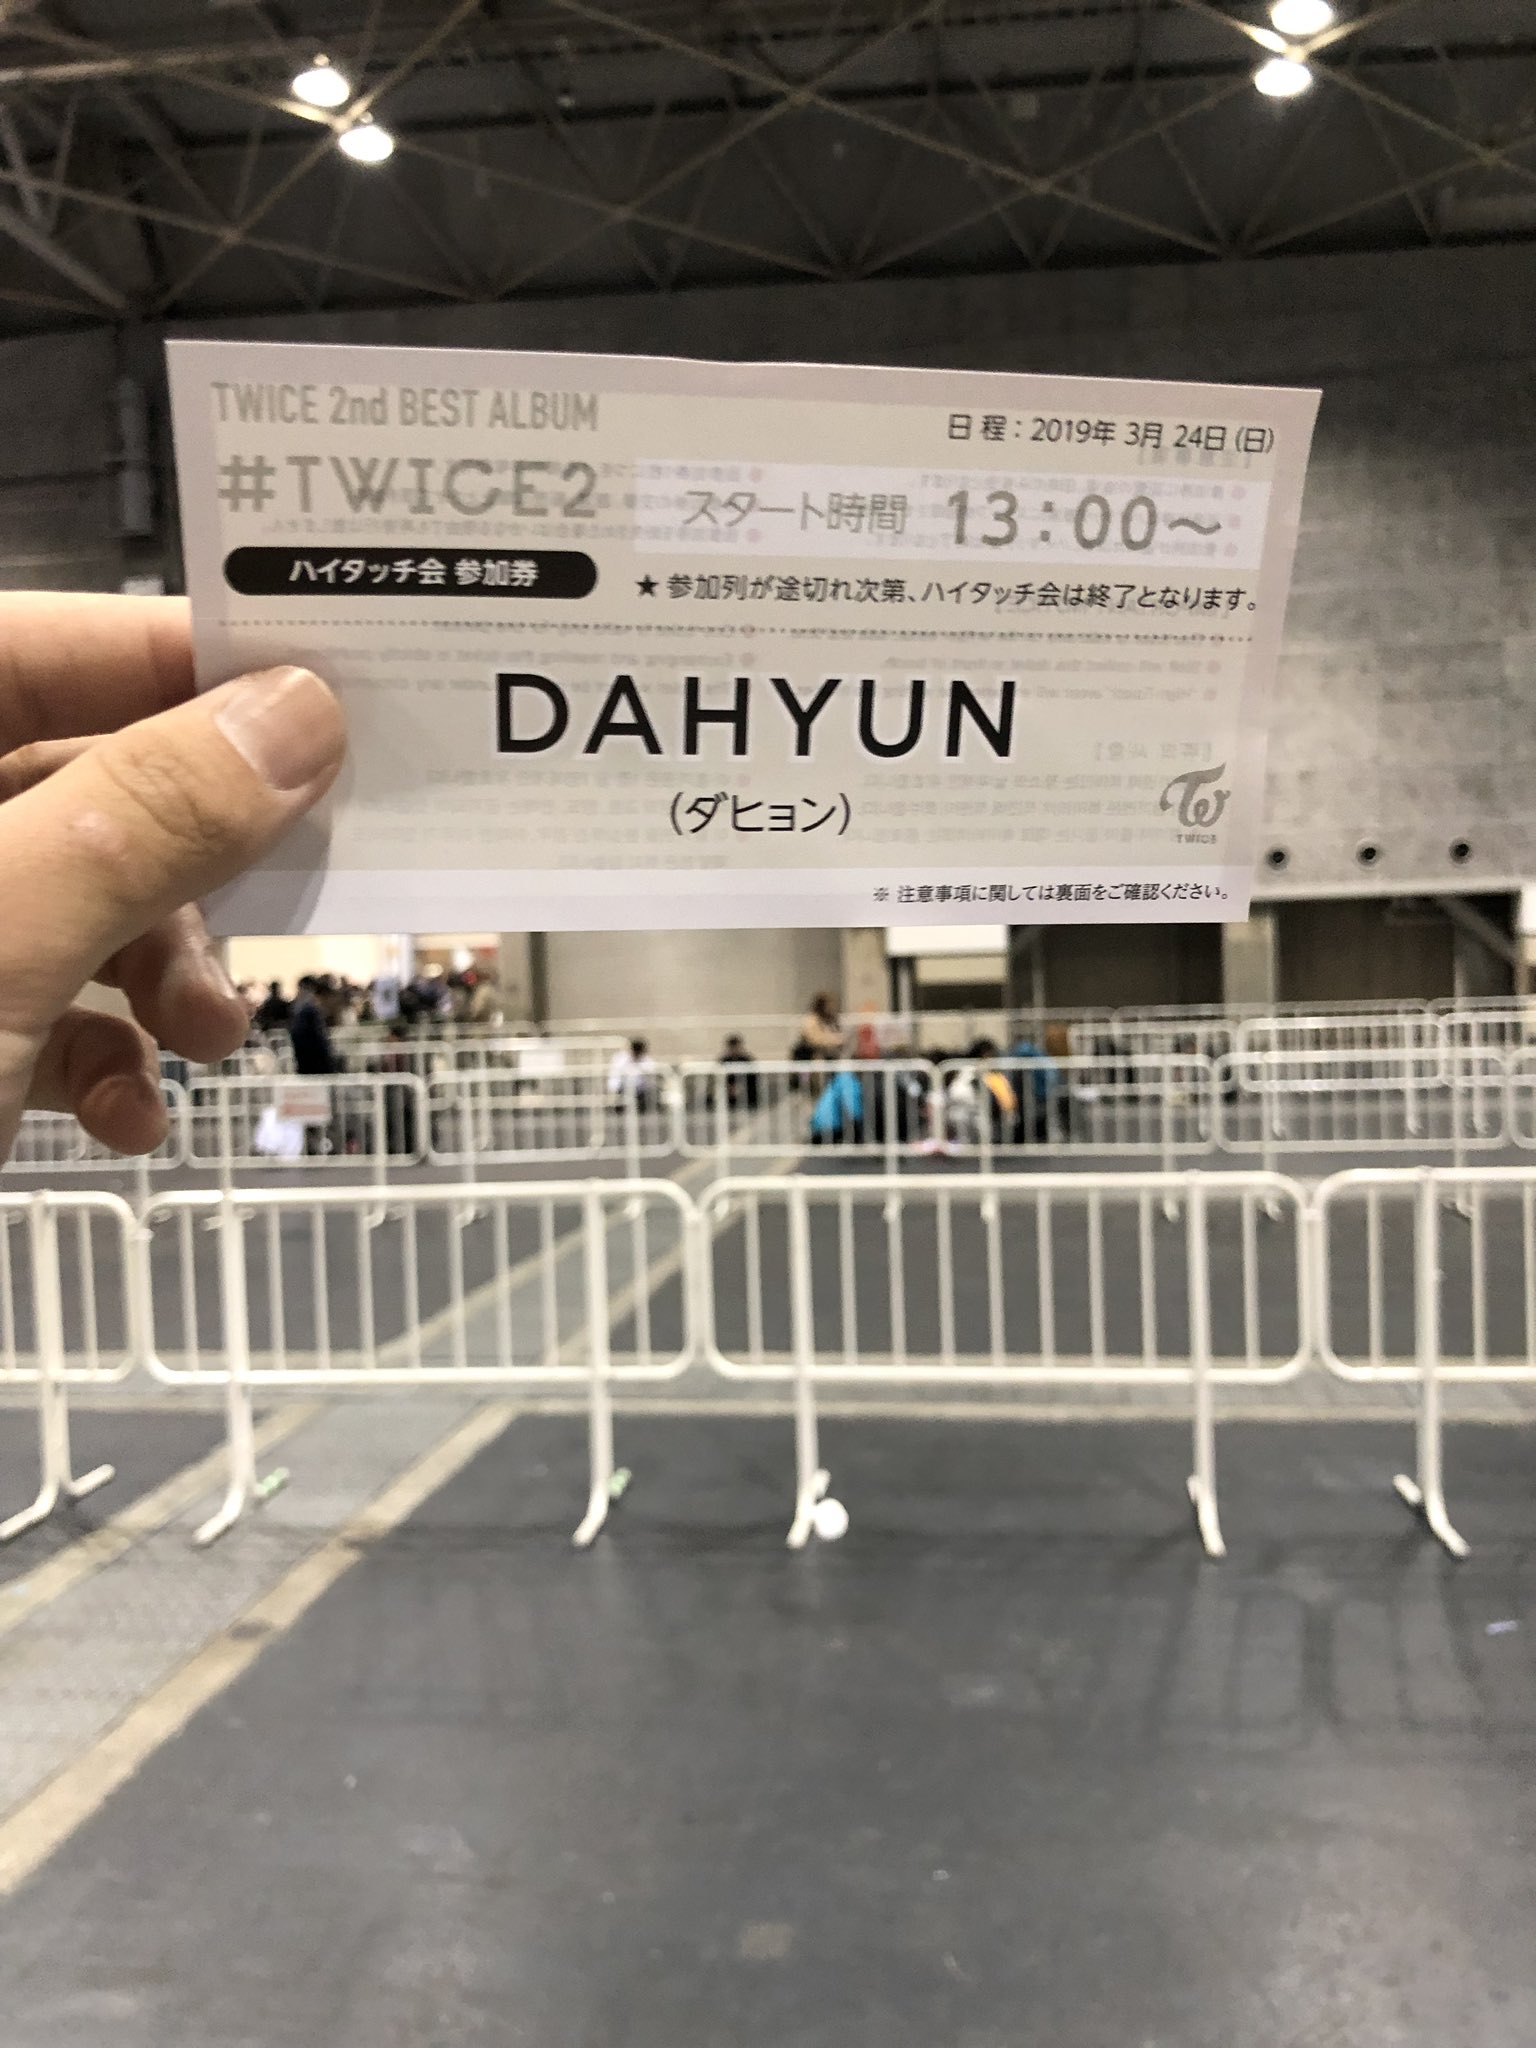 TWICE 2nd BEST ALBUM
#TWICE2
ハイタッチ会 参加券
日 程：2019年 3月 24日 (日)
スタート時間 13：00～
★ 参加列が途切れ次第、ハイタッチ会は終了となります。
DAHYUN
(ダヒョン)
TWICE
※ 注意事項に関しては裏面をご確認ください。